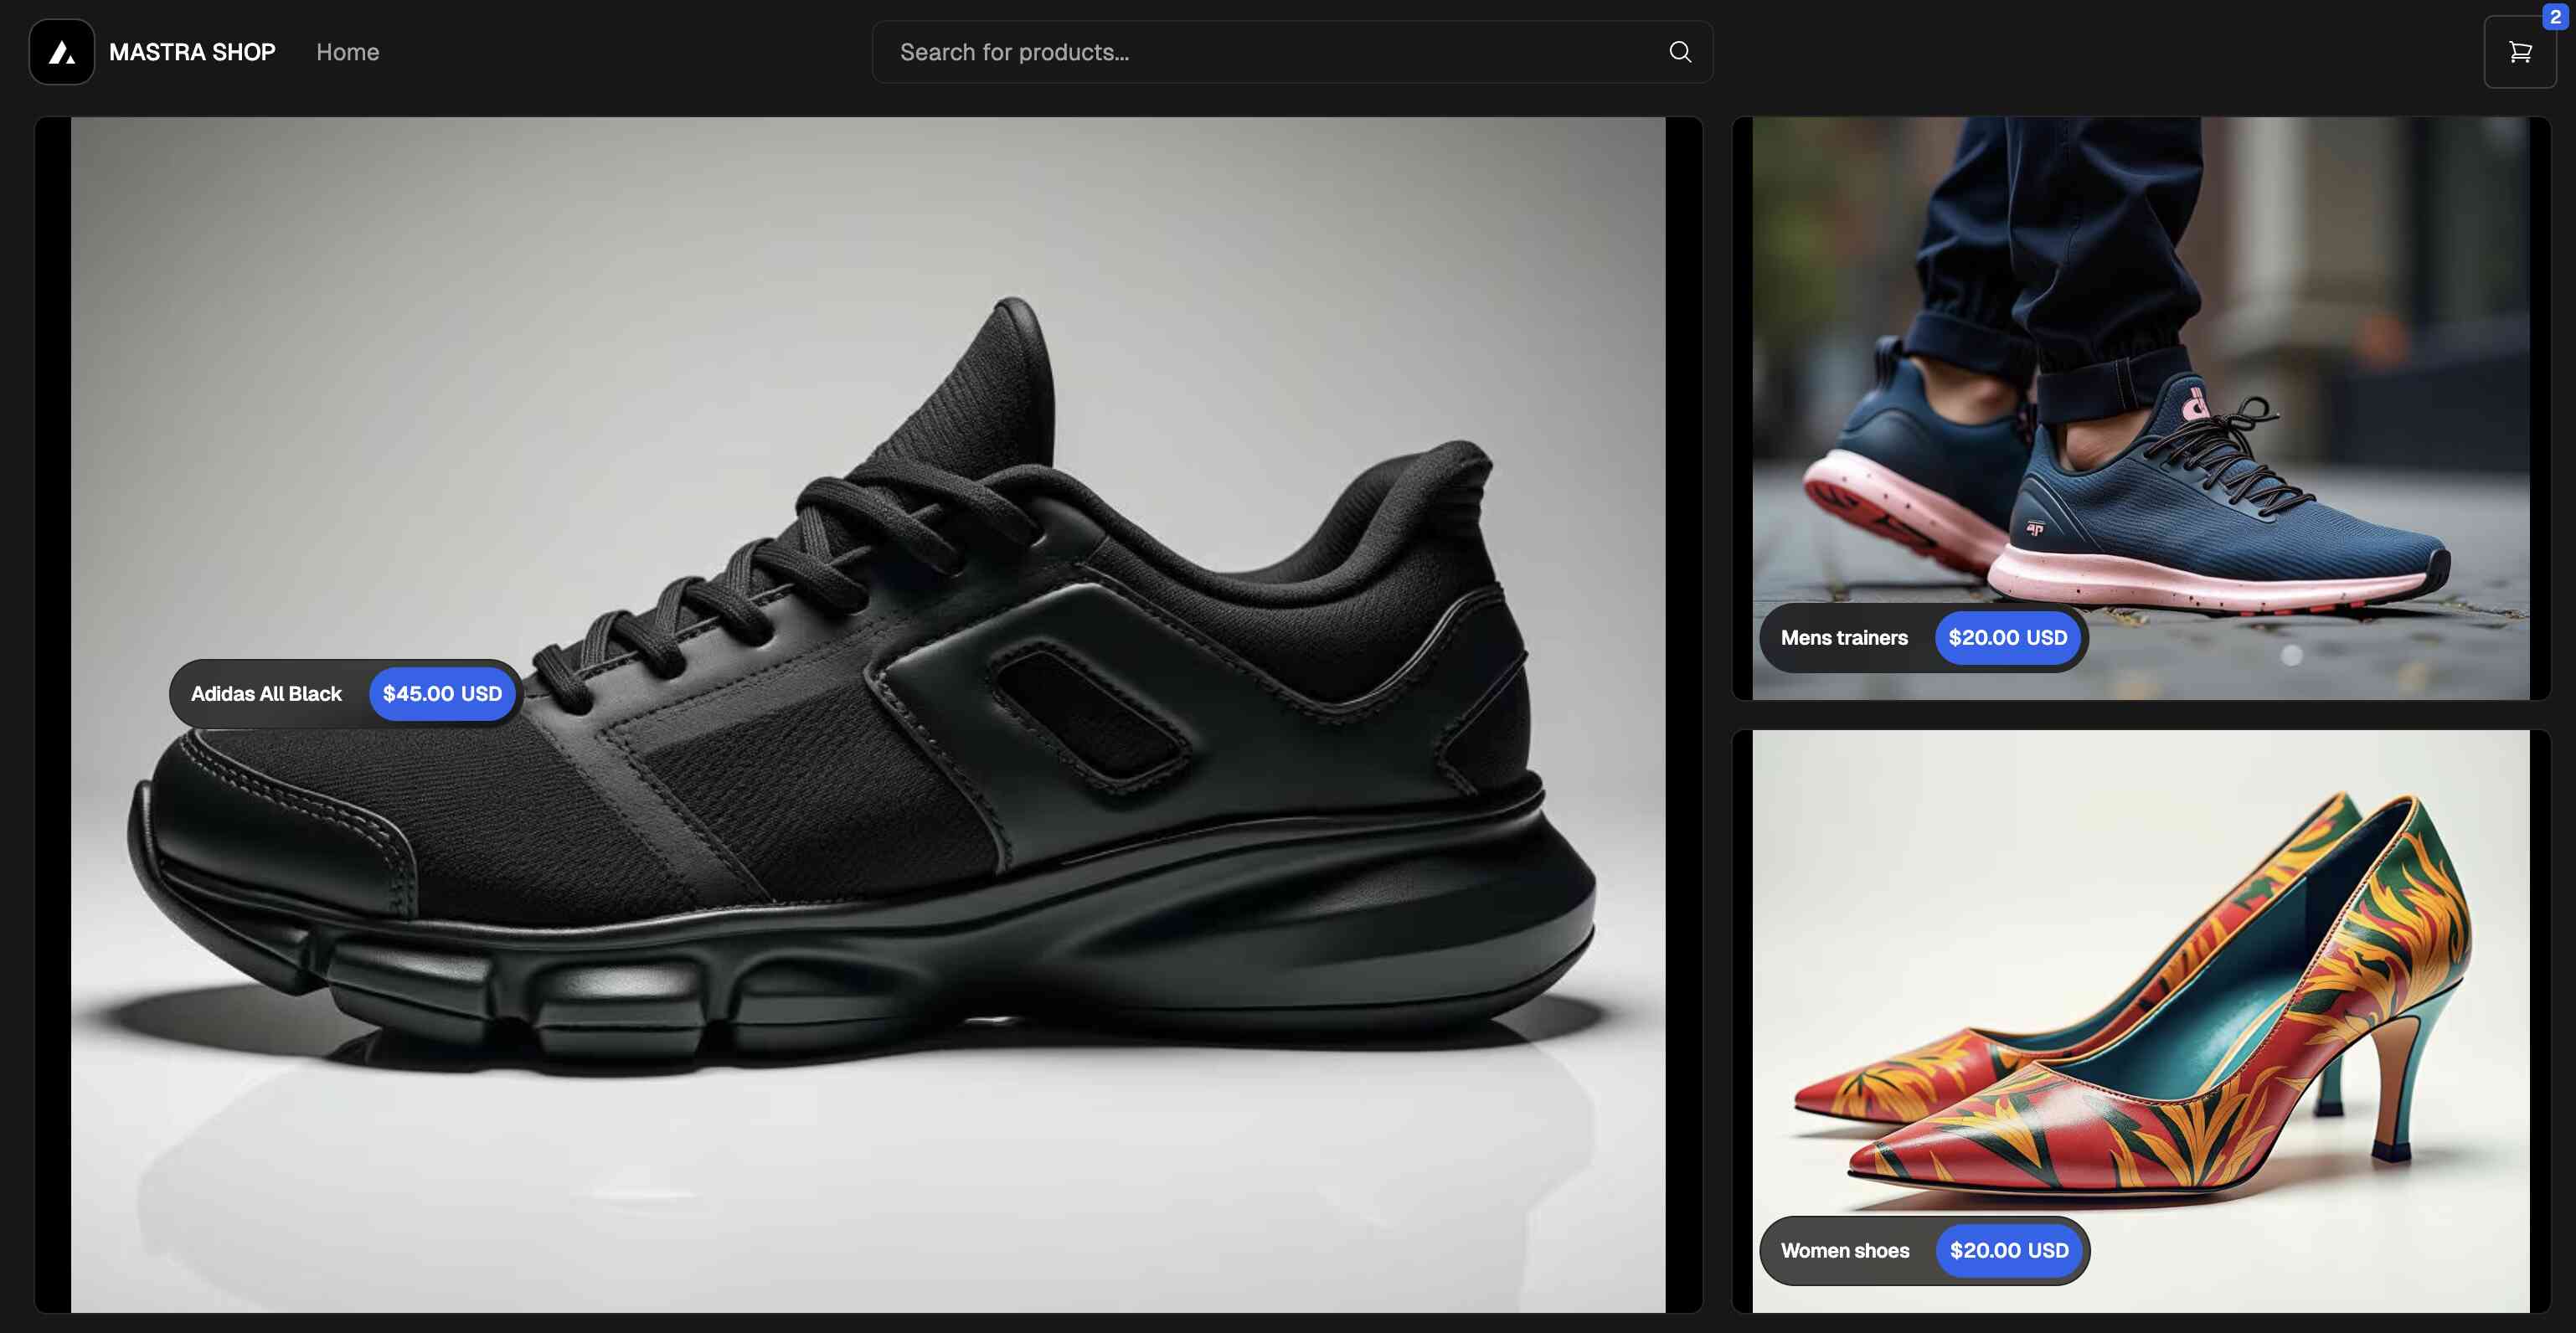 MASTRA SHOP
Home
Search for products...
2
Adidas All Black
$45.00 USD
Mens trainers
$20.00 USD
Women shoes
$20.00 USD